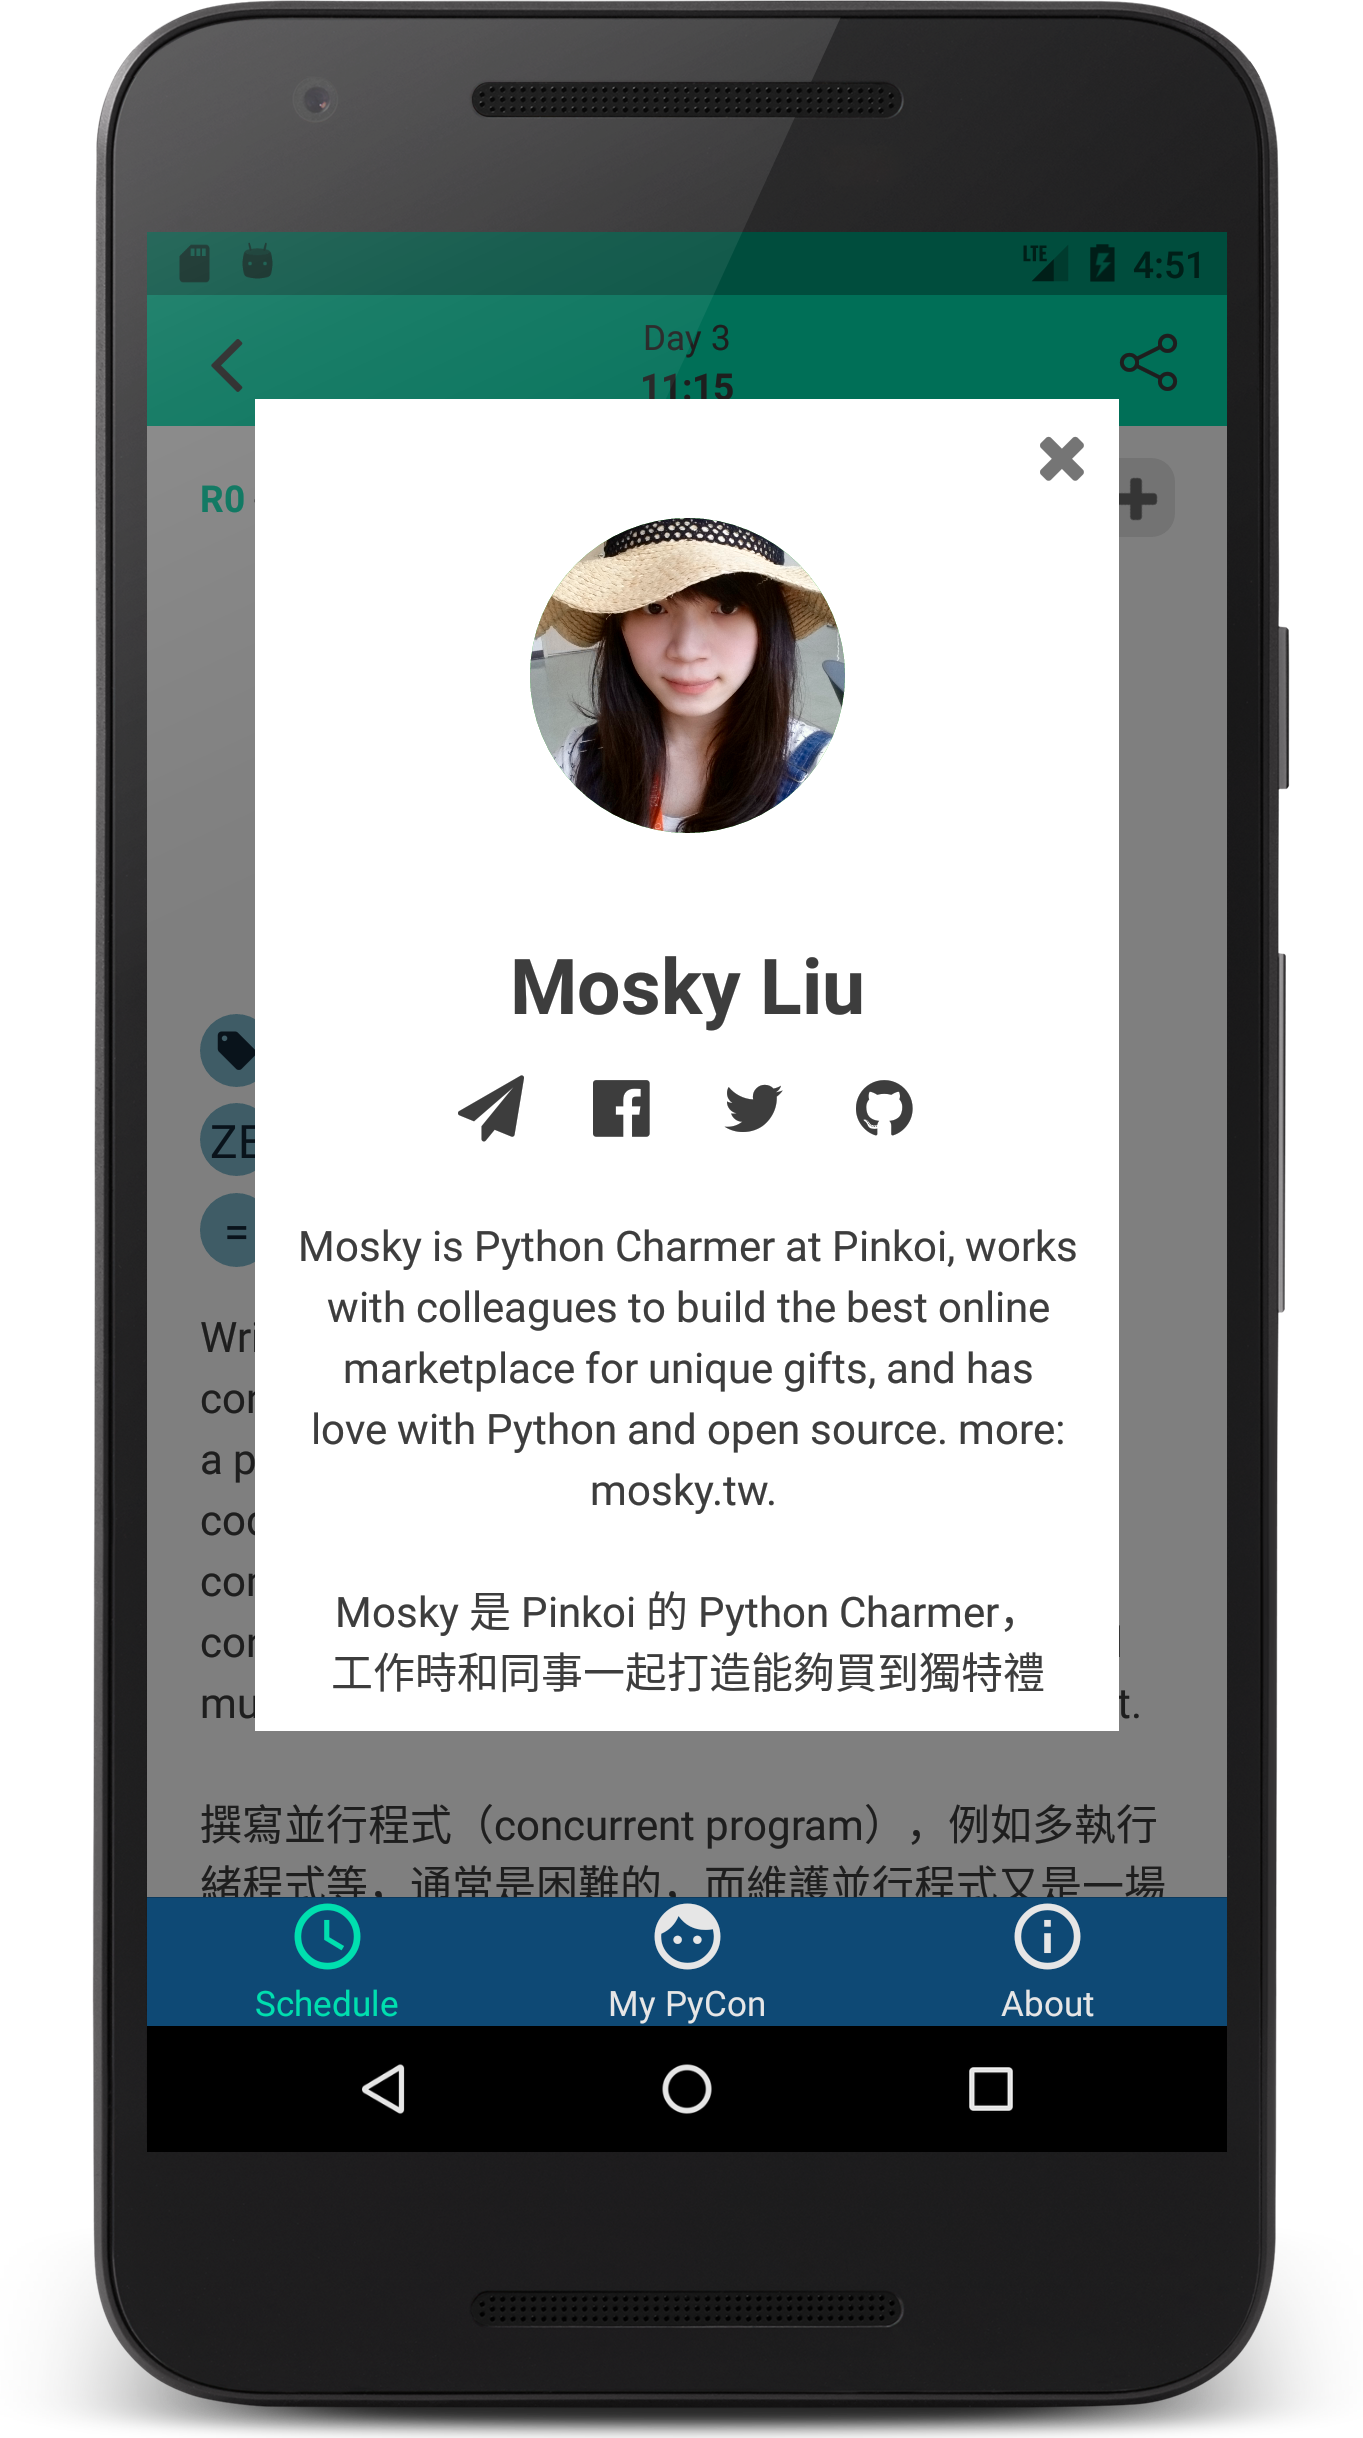 LTE 4:51
Day 3
11:15
R0
ZE
=
Mosky Liu
Mosky is Python Charmer at Pinkoi, works
with colleagues to build the best online
marketplace for unique gifts, and has
love with Python and open source. more:
mosky.tw.
Mosky 是 Pinkoi 的 Python Charmer，
工作時和同事一起打造能夠買到獨特禮
Wri
con
a p
cod
con
con
mu t.
撰寫並行程式（concurrent program），例如多執行
緒程式等，通常是困難的，而維護並行程式又是一場
Schedule
My PyCon
About